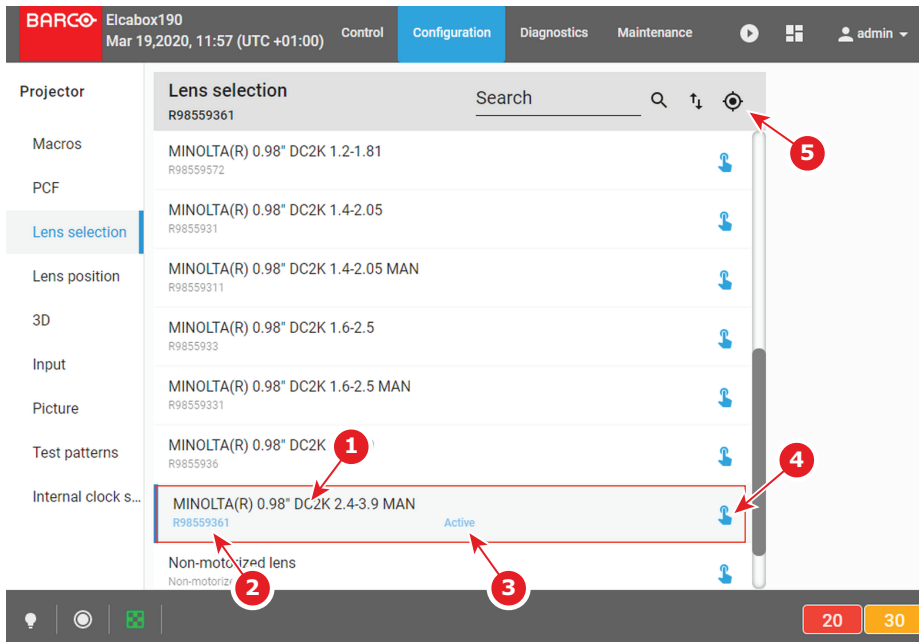 BARCO
Elcabox190
Mar 19,2020, 11:57 (UTC +01:00)
Control
Configuration
Diagnostics
Maintenance
admin
Projector
Macros
PCF
Lens selection
Lens position
3D
Input
Picture
Test patterns
Internal clock s...
Lens selection
R98559361
Search
MINOLTA(R) 0.98" DC2K 1.2-1.81
R98559572
MINOLTA(R) 0.98" DC2K 1.4-2.05
R9855931
MINOLTA(R) 0.98" DC2K 1.4-2.05 MAN
R98559311
MINOLTA(R) 0.98" DC2K 1.6-2.5
R9855933
MINOLTA(R) 0.98" DC2K 1.6-2.5 MAN
R98559331
MINOLTA(R) 0.98" DC2K
R9855936
MINOLTA(R) 0.98" DC2K 2.4-3.9 MAN
R98559361
Active
Non-motorized lens
1
2
3
4
5
20
30